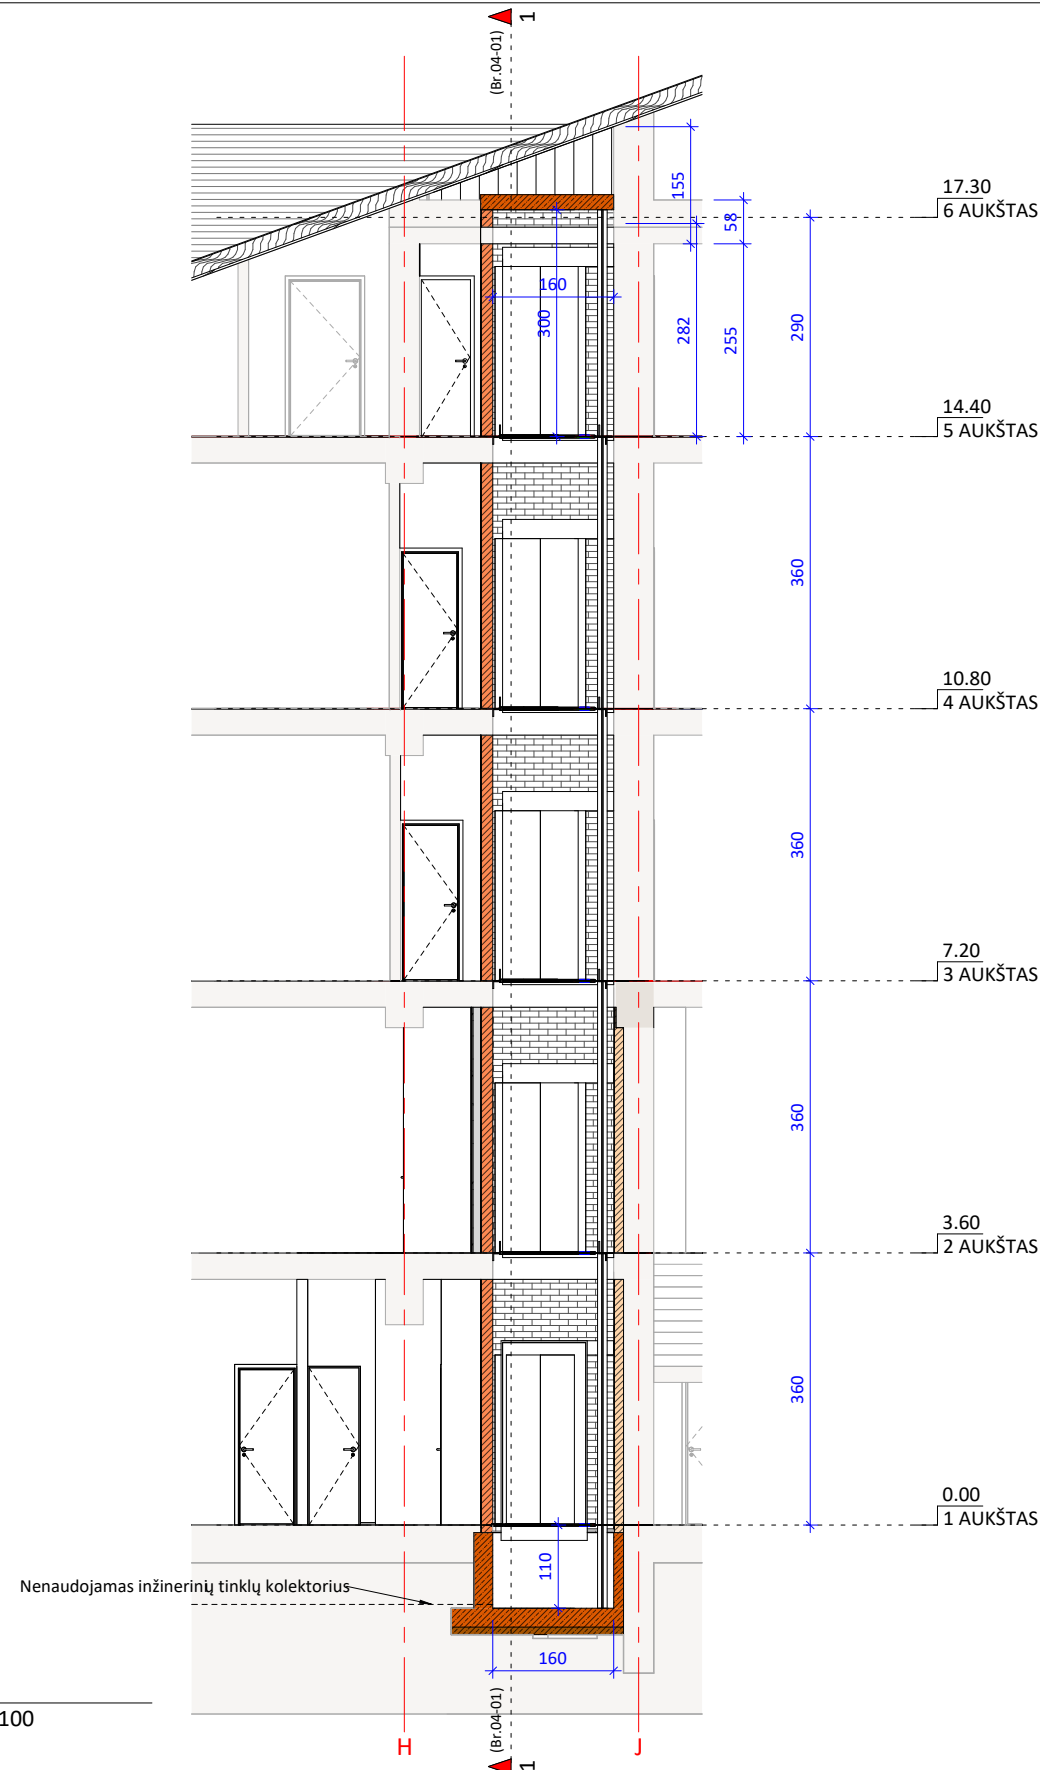 1
(Br.04-01)
155
58
17.30
6 AUKŠTAS
160
300
282
255
290
14.40
5 AUKŠTAS
360
10.80
4 AUKŠTAS
360
7.20
3 AUKŠTAS
360
3.60
2 AUKŠTAS
360
0.00
1 AUKŠTAS
110
Nenaudojamas inžinerinų tinklų kolektorius
160
(Br.04-01)
100
H
J
1